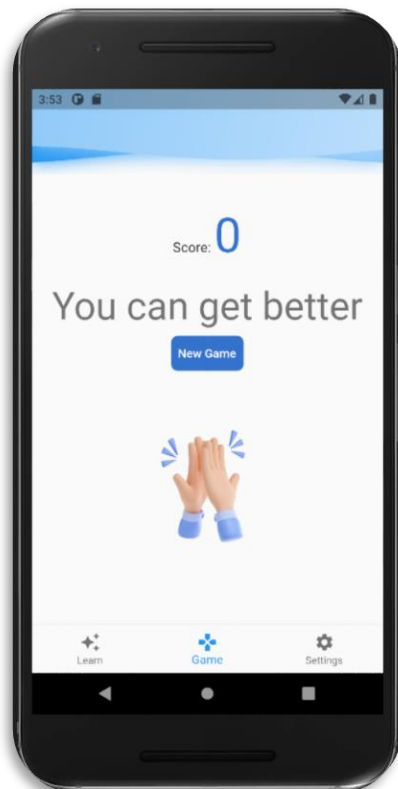 3:53
Score: 0
You can get better
New Game
Learn Game Settings